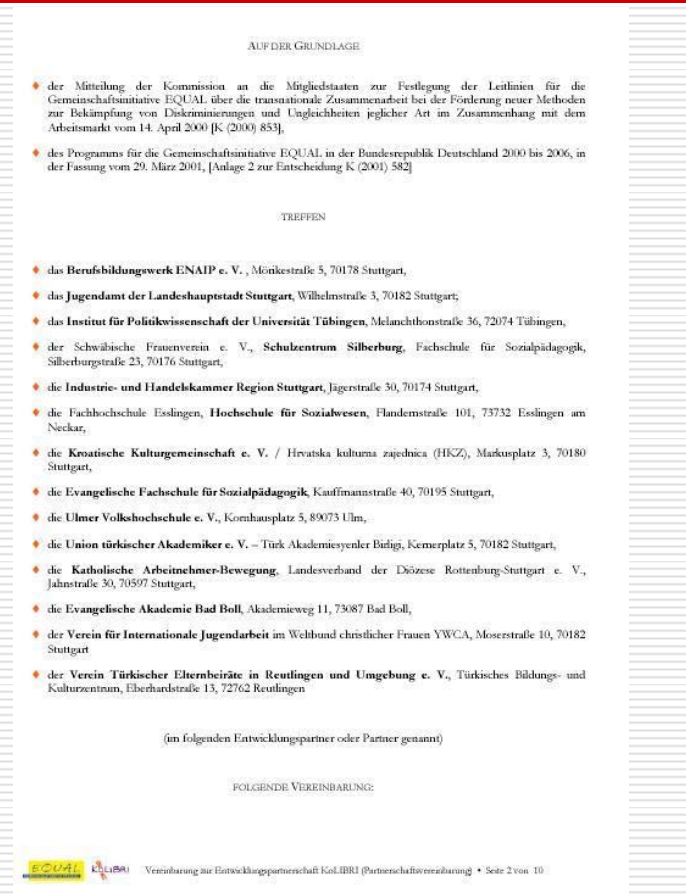 AUF DER GRUNDLAGE
♦ der Mitteilung der Kommission an die Mitgliedstaaten zur Festlegung der Leitlinien für die
Gemeinschaftsinitiative EQUAL über die transnationale Zusammenarbeit bei der Förderung neuer Methoden
zur Bekämpfung von Diskriminierungen und Ungleichheiten jeglicher Art im Zusammenhang mit dem
Arbeitsmarkt vom 14. April 2000 [K (2000) 853],
♦ des Programms für die Gemeinschaftsinitiative EQUAL in der Bundesrepublik Deutschland 2000 bis 2006, in
der Fassung vom 29. März 2001, [Anlage 2 zur Entscheidung K (2001) 582]
TREFFEN
♦ das Berufsbildungswerk ENAIP e. V. , Mörikestraße 5, 70178 Stuttgart,
♦ das Jugendamt der Landeshauptstadt Stuttgart, Wilhelmstraße 3, 70182 Stuttgart;
♦ das Institut für Politikwissenschaft der Universität Tübingen, Melanchthonstraße 36, 72074 Tübingen,
♦ der Schwäbische Frauenverein e. V., Schulzentrum Silberburg, Fachschule für Sozialpädagogik,
Silberburgstraße 23, 70176 Stuttgart,
♦ die Industrie- und Handelskammer Region Stuttgart, Jägerstraße 30, 70174 Stuttgart,
♦ die Fachhochschule Esslingen, Hochschule für Sozialwesen, Flandernstraße 101, 73732 Esslingen am
Neckar,
♦ die Kroatische Kulturgemeinschaft e. V. / Hrvatska kulturna zajednica (HKZ), Markusplatz 3, 70180
Stuttgart,
♦ die Evangelische Fachschule für Sozialpädagogik, Kauffmannstraße 40, 70195 Stuttgart,
♦ die Ulmer Volkshochschule e. V., Kornhausplatz 5, 89073 Ulm,
♦ die Union türkischer Akademiker e. V. – Türk Akademiesyenler Birligi, Kernerplatz 5, 70182 Stuttgart,
♦ die Katholische Arbeitnehmer-Bewegung, Landesverband der Diözese Rottenburg-Stuttgart e. V.,
Jahnstraße 30, 70597 Stuttgart,
♦ die Evangelische Akademie Bad Boll, Akademieweg 11, 73087 Bad Boll,
♦ der Verein für Internationale Jugendarbeit im Weltbund christlicher Frauen YWCA, Moserstraße 10, 70182
Stuttgart
♦ der Verein Türkischer Elternbeiräte in Reutlingen und Umgebung e. V., Türkisches Bildungs- und
Kulturzentrum, Eberhardstraße 13, 72762 Reutlingen
(im folgenden Entwicklungspartner oder Partner genannt)
FOLGENDE VEREINBARUNG:
EQUAL KOLIBRI Vereinbarung zur Entwicklungspartnerschaft KoLIBRI (Partnerschaftsvereinbarung) • Seite 2 von 10